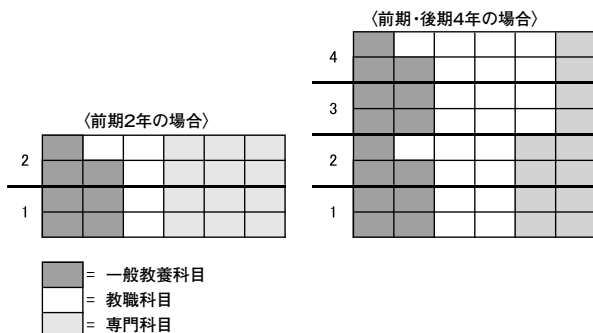 〈前期・後期4年の場合〉
4
3
2
1
〈前期2年の場合〉
2
1
= 一般教養科目
= 教職科目
= 専門科目